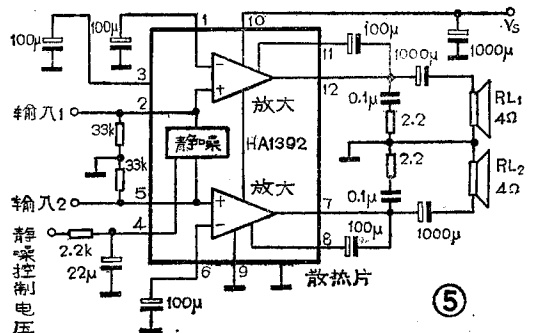 1
10
Vs
100μ
100μ
100μ
1000μ
11
1000μ
3
12
2
输入1
放大
0.1μ
RL1
4Ω
33k
静噪
HA1392
2.2
33k
2.2
RL2
4Ω
放大
输入2
5
7
0.1μ
静噪控制电压
4
2.2k
100μ
8
1000μ
22μ
6
9
散热片
100μ
⑤